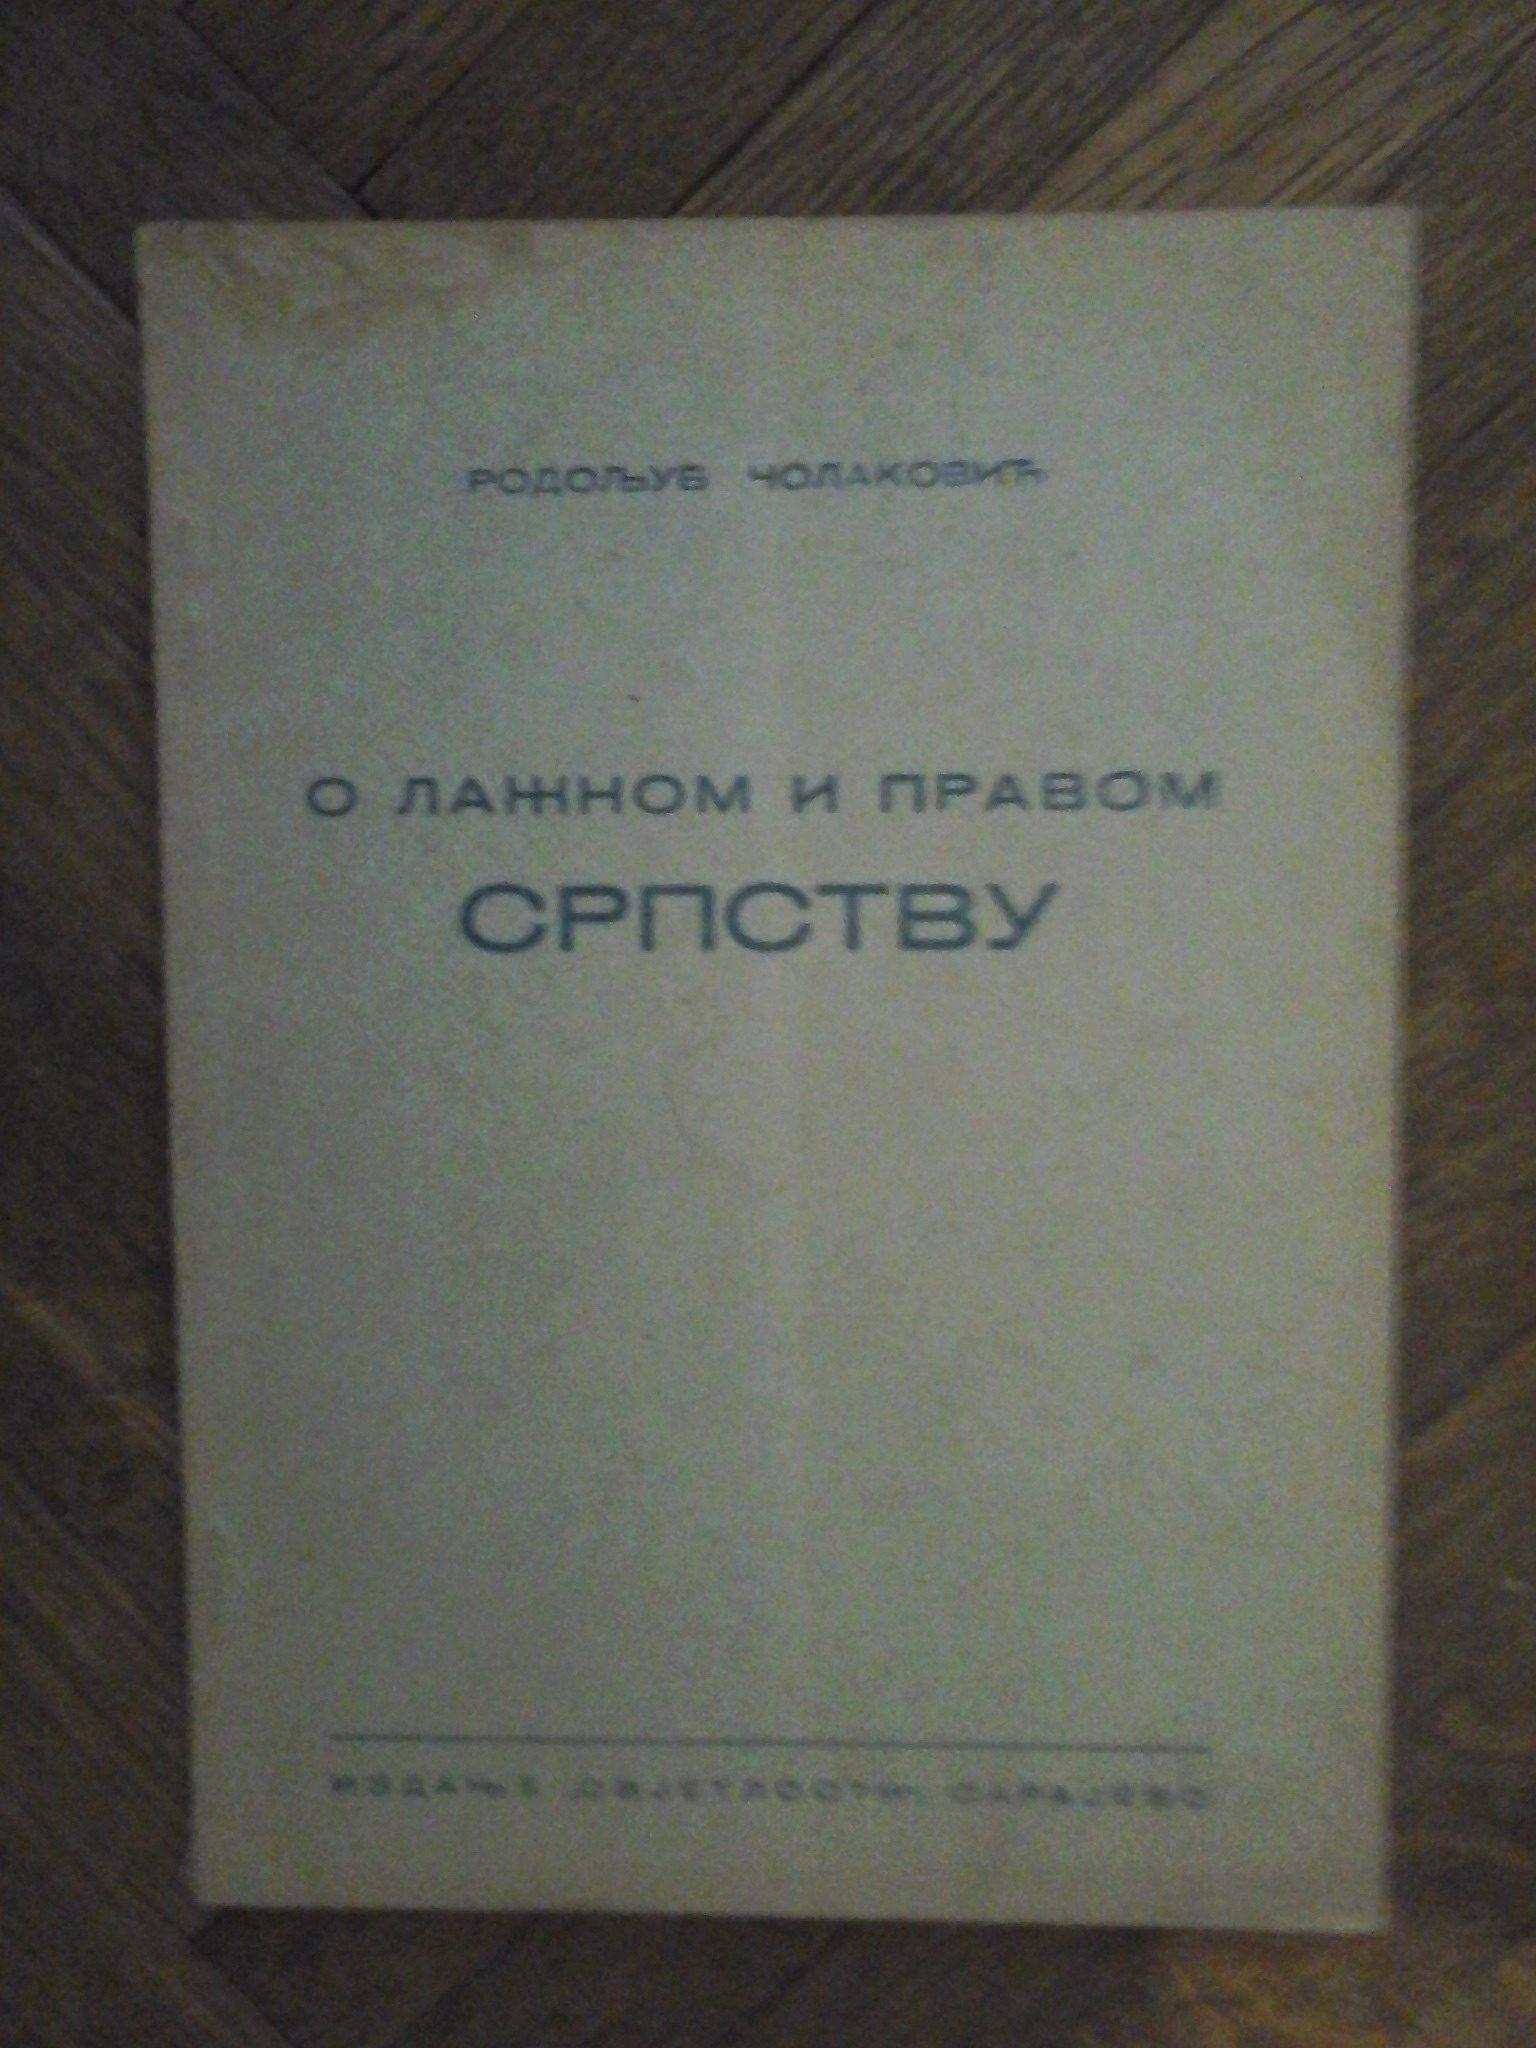 РОДОЉУБ ЧОЛАКОВИЋ
О ЛАЖНОМ И ПРАВОМ
СРПСТВУ
ИЗДАЊЕ „СВЈЕТЛОСТИ“, САРАЈЕВО